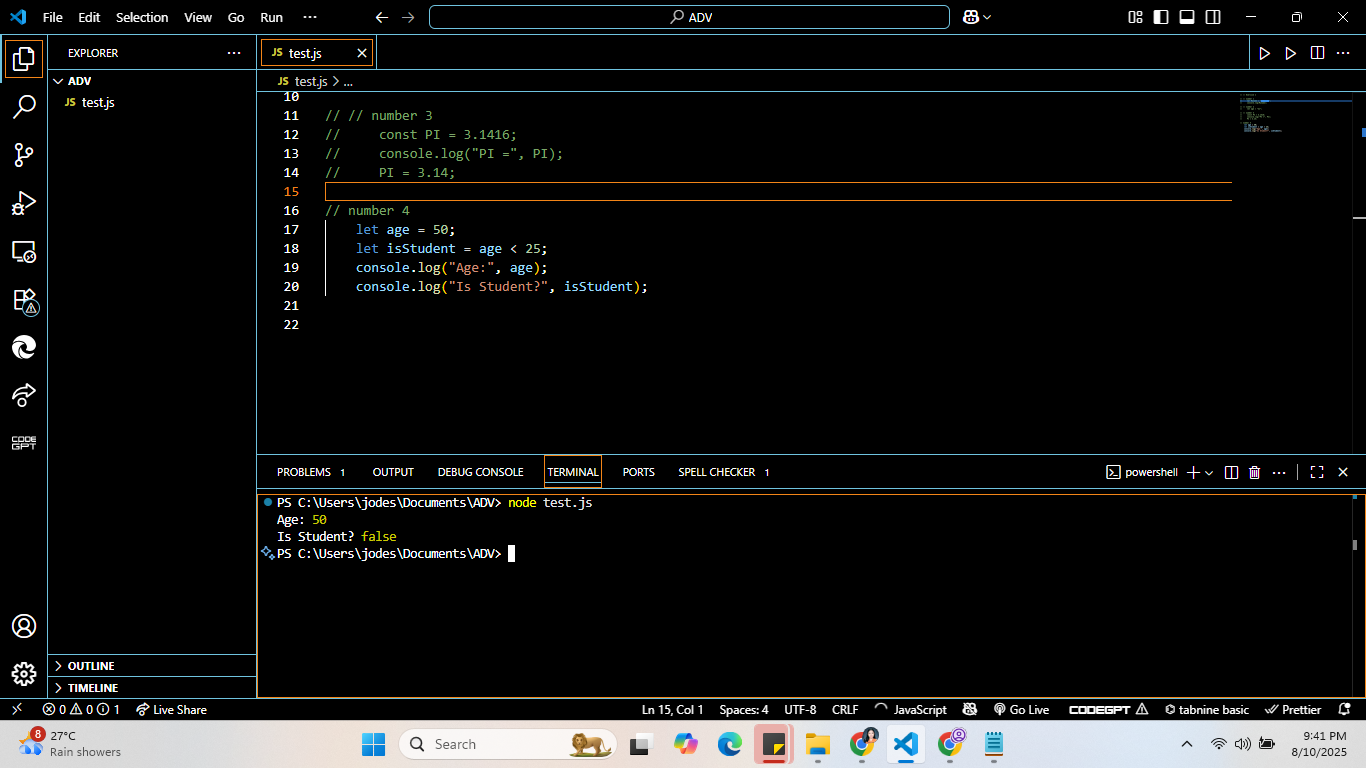 File Edit Selection View Go Run ··· ADV
EXPLORER ···
ADV
JS test.js
JS test.js
JS test.js > ...
10
11 // // number 3
12 //     const PI = 3.1416;
13 //     console.log("PI =", PI);
14 //     PI = 3.14;
15
16 // number 4
17     let age = 50;
18     let isStudent = age < 25;
19     console.log("Age:", age);
20     console.log("Is Student?", isStudent);
21
22
CODE
GPT
PROBLEMS 1 OUTPUT DEBUG CONSOLE TERMINAL PORTS SPELL CHECKER 1 powershell
PS C:\Users\jodes\Documents\ADV> node test.js
Age: 50
Is Student? false
PS C:\Users\jodes\Documents\ADV>
OUTLINE
TIMELINE
0 0 1 Live Share Ln 15, Col 1 Spaces: 4 UTF-8 CRLF JavaScript Go Live CODEGPT tabnine basic Prettier
8 27°C
Rain showers
Search
9:41 PM
8/10/2025